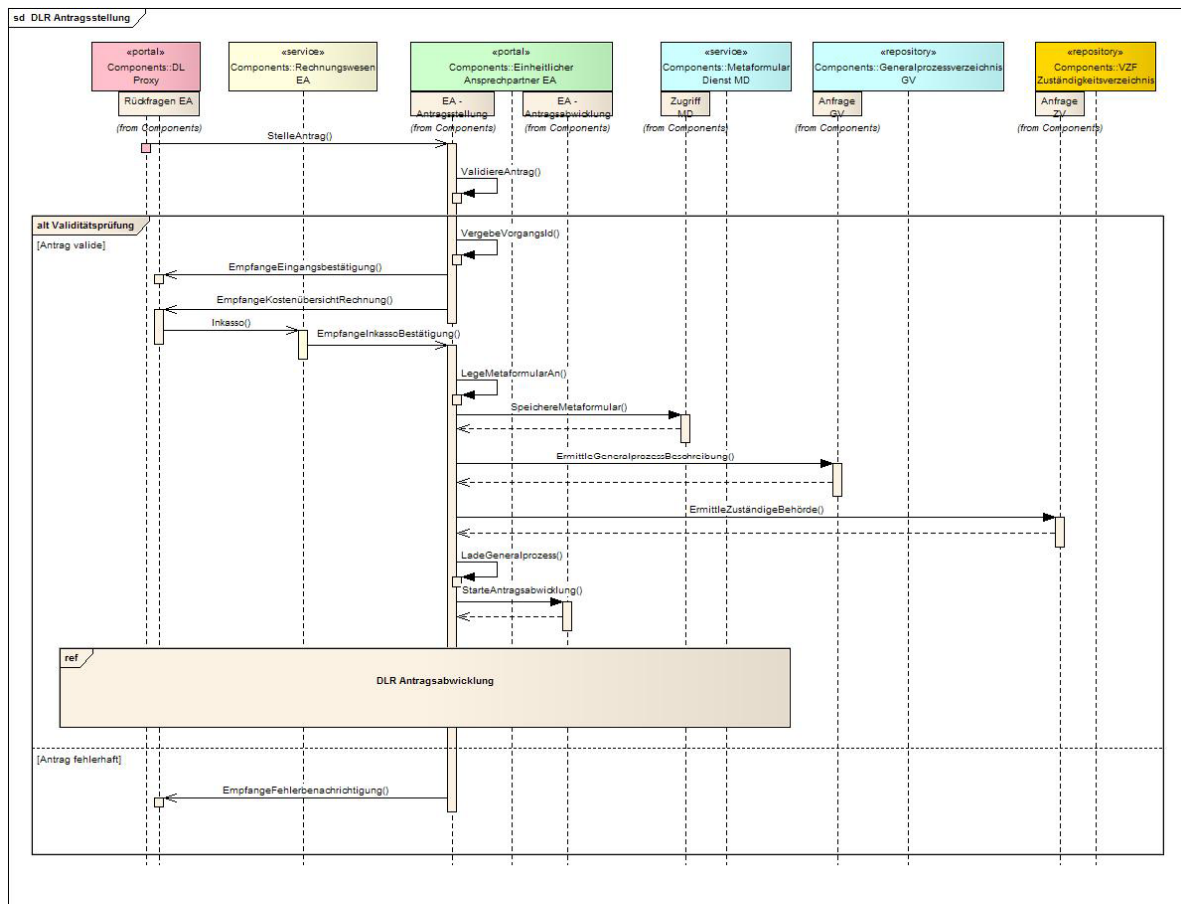 sd DLR Antragsstellung
«portal»
Components::DL
Proxy
«service»
Components::Rechnungswesen
EA
«portal»
Components::Einheitlicher
Ansprechpartner EA
«service»
Components::Metaformular
Dienst MD
«repository»
Components::Generalprozessverzeichnis
GV
«repository»
Components::VZF
Zuständigkeitsverzeichnis
Rückfragen EA
(from Components)
EA -
Antragsstellung
(from Components)
EA -
Antragsabwicklung
(from Components)
Zugriff
MD
(from Components)
Anfrage
GV
(from Components)
Anfrage
ZV
(from Components)
StelleAntrag()
ValidiereAntrag()
alt Validitätsprüfung
[Antrag valide]
VergebeVorgangsId()
EmpfangeEingangsbestätigung()
EmpfangeKostenübersichtRechnung()
Inkasso()
EmpfangeInkassoBestätigung()
LegeMetaformularAn()
SpeichereMetaformular()
ErmittleGeneralprozessBeschreibung()
ErmittleZuständigeBehörde()
LadeGeneralprozess()
StarteAntragsabwicklung()
ref
DLR Antragsabwicklung
[Antrag fehlerhaft]
EmpfangeFehlerbenachrichtigung()